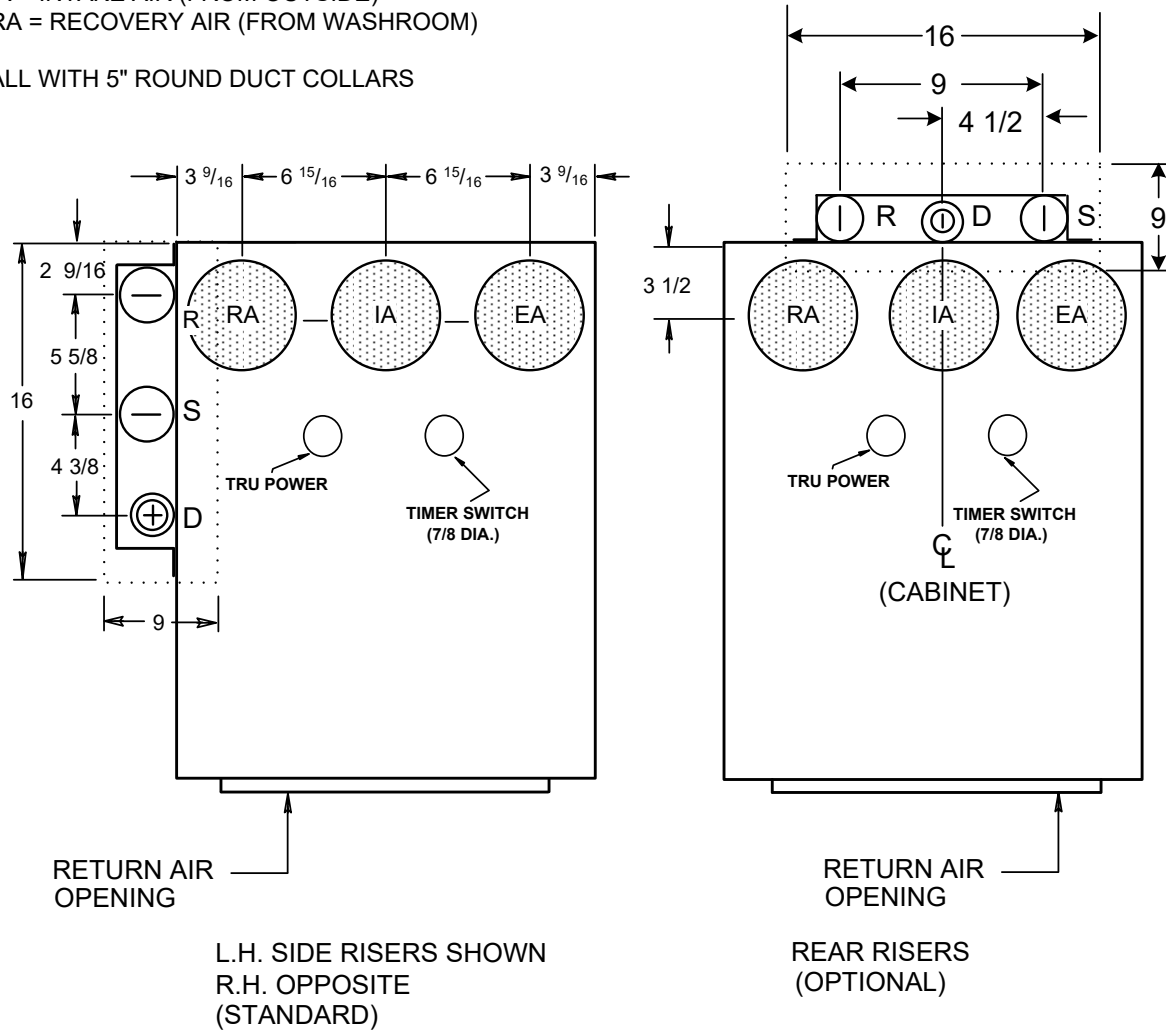 RA = RECOVERY AIR (FROM WASHROOM)
ALL WITH 5" ROUND DUCT COLLARS
16
9
4 1/2
3 9/16
6 15/16
6 15/16
3 9/16
R
D
S
9
2 9/16
3 1/2
R
RA
IA
EA
RA
IA
EA
5 5/8
16
S
4 3/8
TRU POWER
TIMER SWITCH
(7/8 DIA.)
D
TRU POWER
TIMER SWITCH
(7/8 DIA.)
CL
(CABINET)
9
RETURN AIR
OPENING
RETURN AIR
OPENING
L.H. SIDE RISERS SHOWN
R.H. OPPOSITE
(STANDARD)
REAR RISERS
(OPTIONAL)